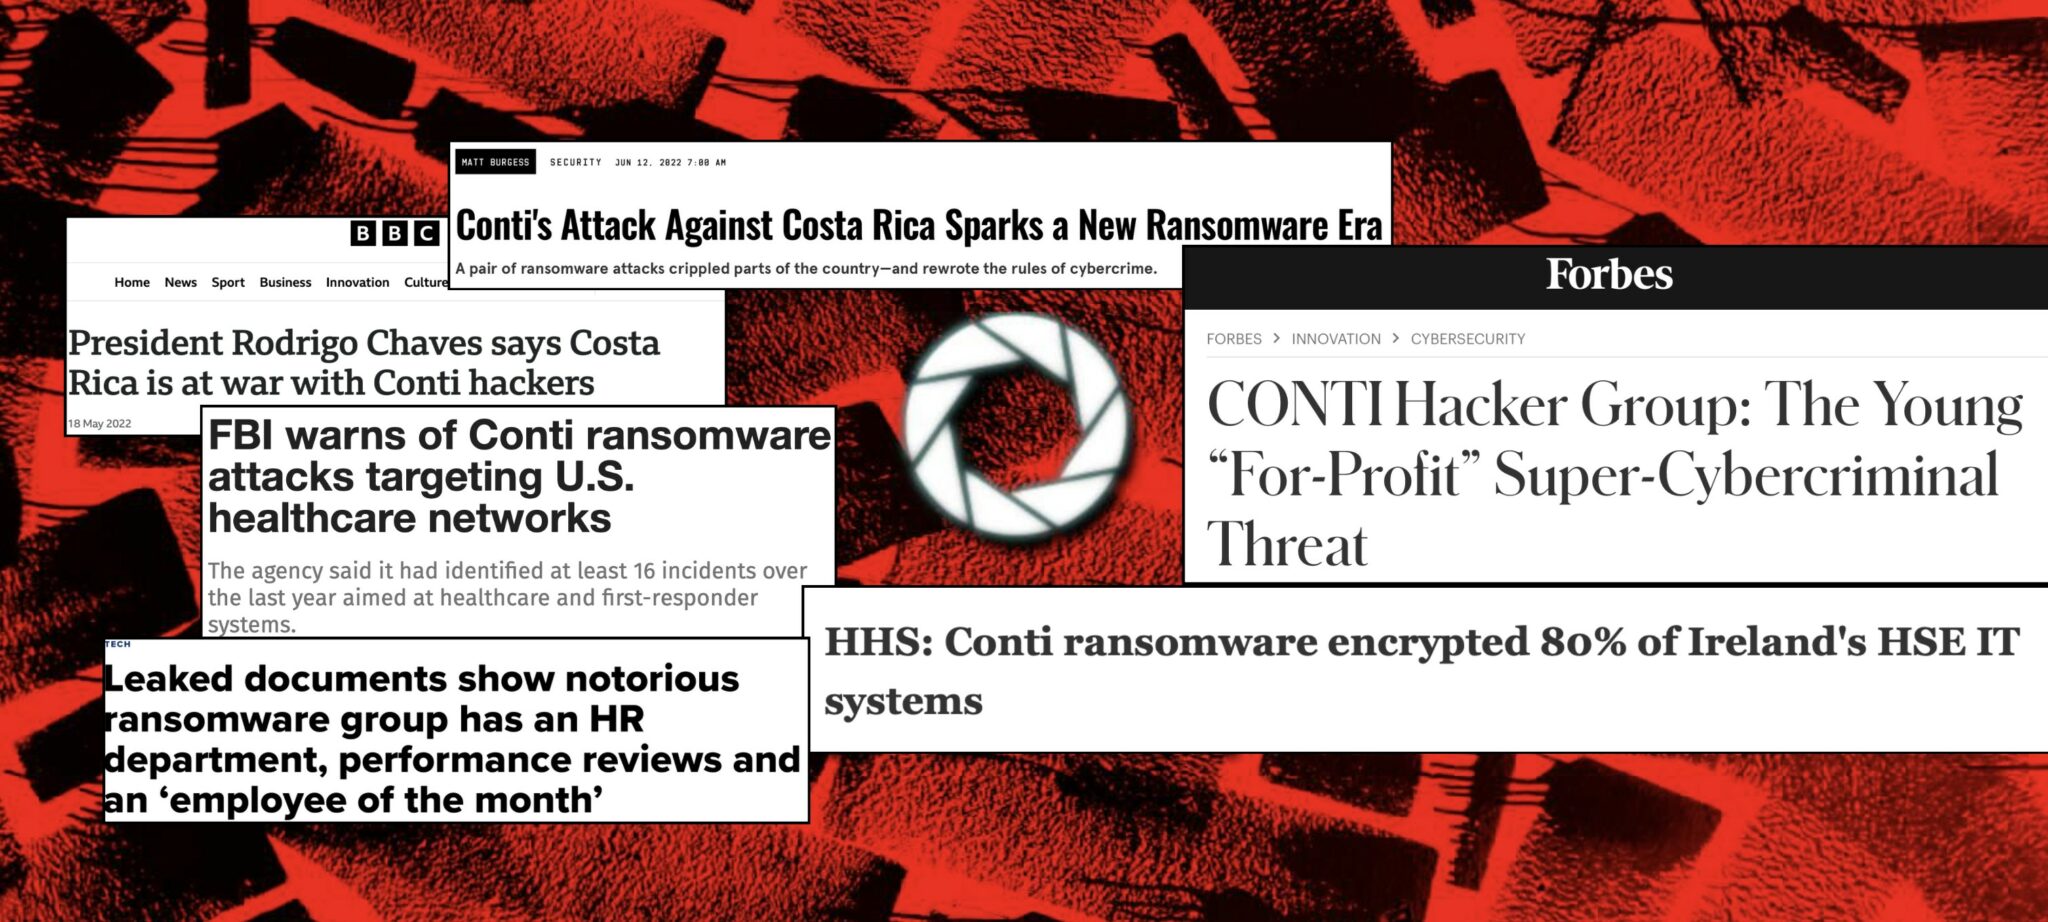 MATT BURGESS SECURITY JUN 12, 2022 7:00 AM
Conti's Attack Against Costa Rica Sparks a New Ransomware Era
A pair of ransomware attacks crippled parts of the country—and rewrote the rules of cybercrime.
BBC
Home News Sport Business Innovation Culture
President Rodrigo Chaves says Costa
Rica is at war with Conti hackers
18 May 2022
Forbes
FORBES > INNOVATION > CYBERSECURITY
CONTI Hacker Group: The Young
“For-Profit” Super-Cybercriminal
Threat
FBI warns of Conti ransomware
attacks targeting U.S.
healthcare networks
The agency said it had identified at least 16 incidents over
the last year aimed at healthcare and first-responder
systems.
HHS: Conti ransomware encrypted 80% of Ireland's HSE IT
systems
TECH
Leaked documents show notorious
ransomware group has an HR
department, performance reviews and
an ‘employee of the month’